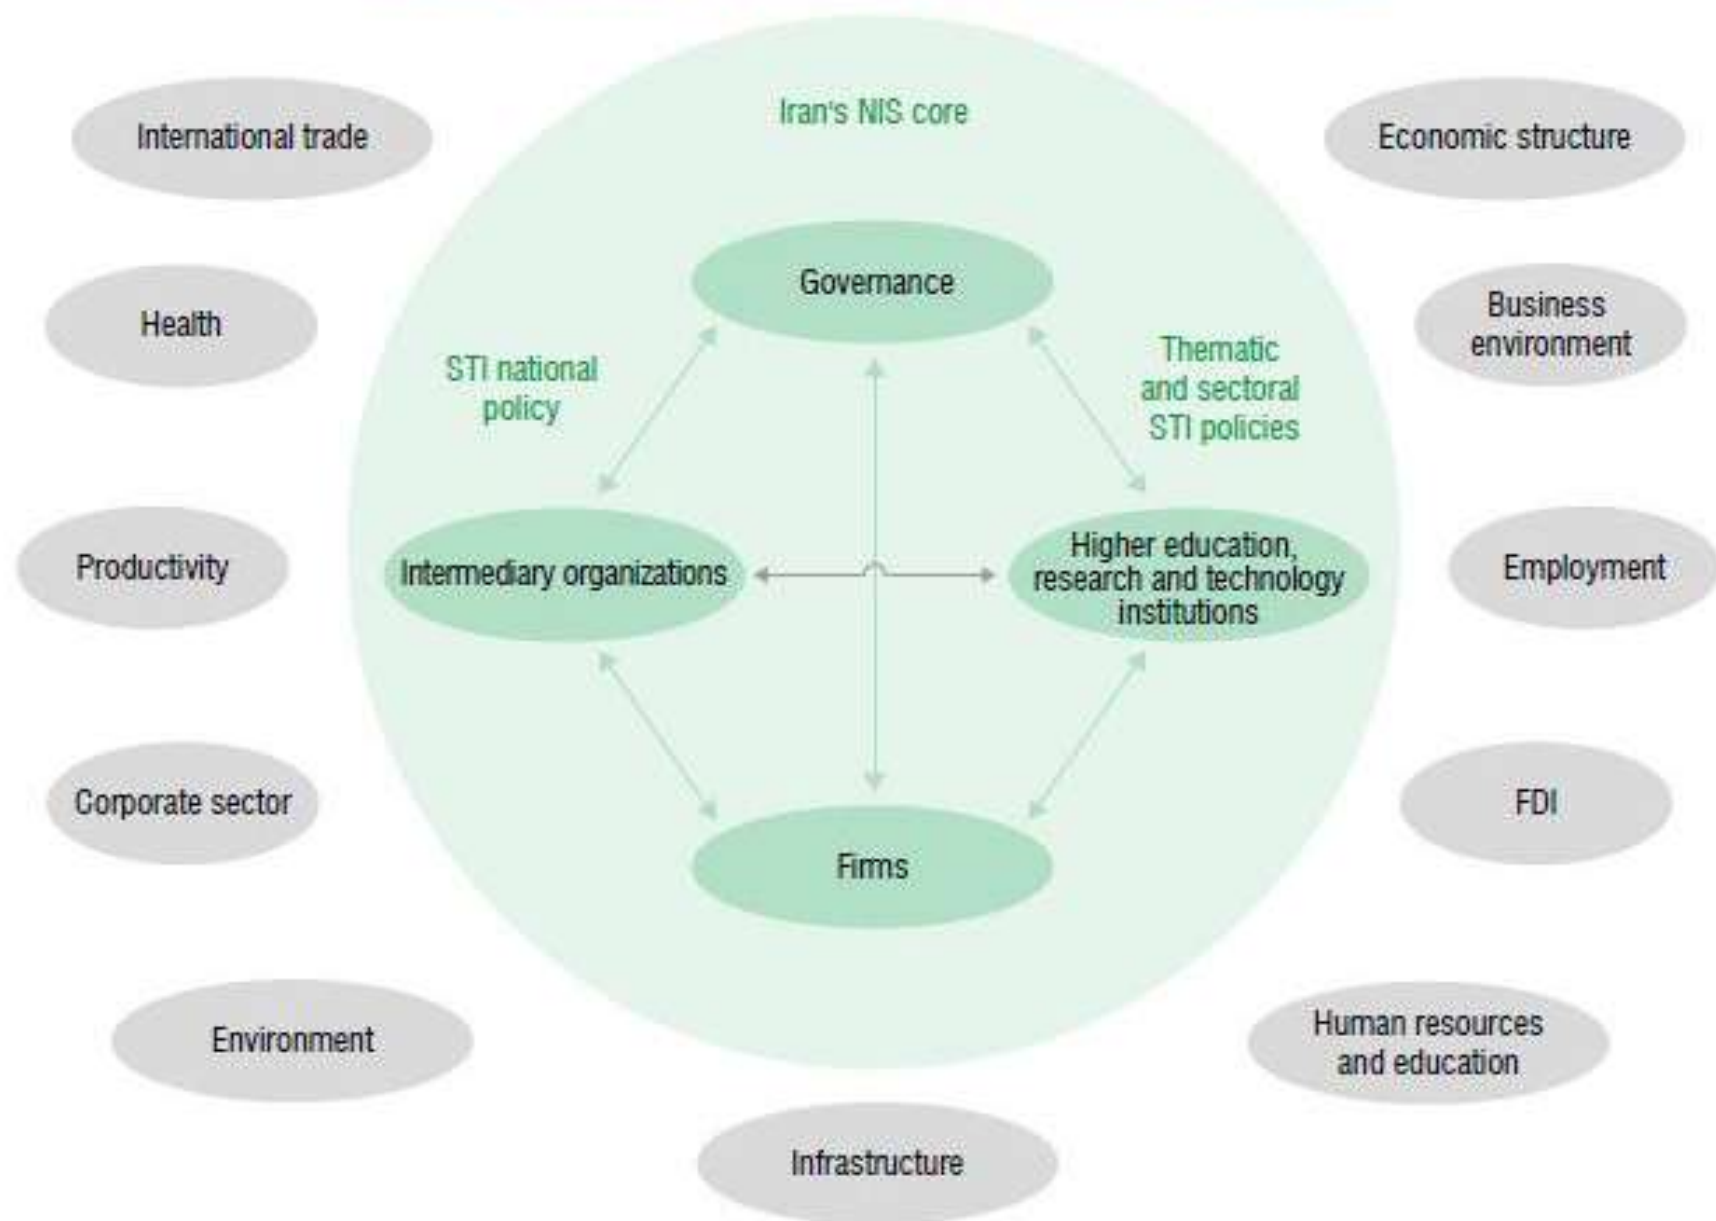 Iran's NIS core
International trade
Economic structure
Governance
Health
Business
environment
STI national
policy
Thematic
and sectoral
STI policies
Productivity
Intermediary organizations
Higher education,
research and technology
institutions
Employment
Corporate sector
FDI
Firms
Environment
Human resources
and education
Infrastructure